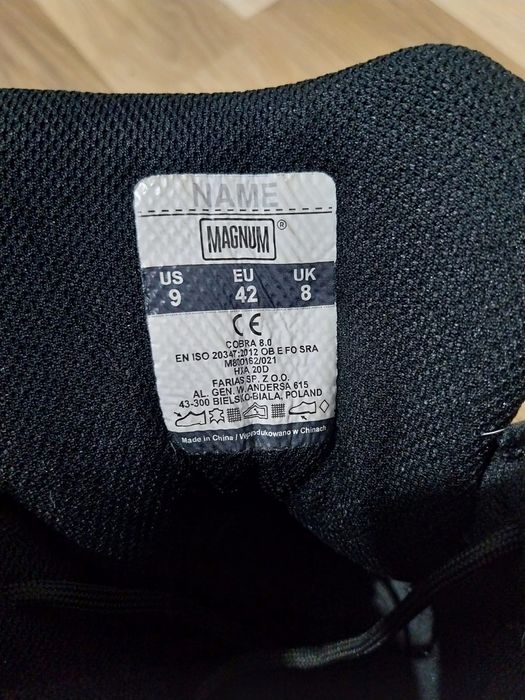 NAME
MAGNUM ®
US EU UK
9 42 8
CE
COBRA 8.0
EN ISO 20347:2012 OB E FO SRA
M800162/021
HJA 20D
FARIAS SP. Z O.O.
AL. GEN. W.ANDERSA 615
43-300 BIELSKO-BIALA, POLAND
Made in China / Wyprodukowano w Chinach